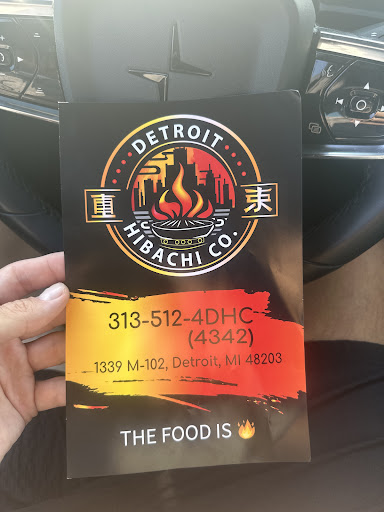 DETROIT
重 東
HIBACHI CO.
313-512-4DHC
(4342)
1339 M-102, Detroit, MI 48203
THE FOOD IS 🔥